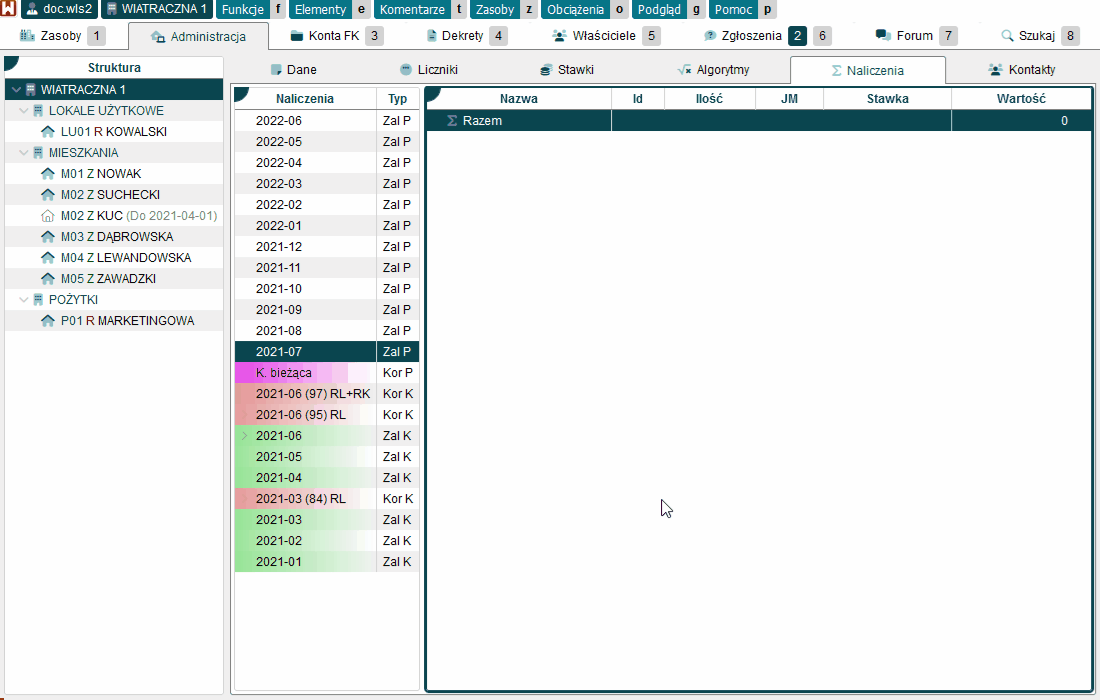 W doc.wls2 WIATRACZNA 1 Funkcje f Elementy e Komentarze t Zasoby z Obciążenia o Podgląd g Pomoc p
Zasoby 1 Administracja Konta FK 3 Dekrety 4 Właściciele 5 Zgłoszenia 2 6 Forum 7 Szukaj 8
Struktura
WIATRACZNA 1
LOKALE UŻYTKOWE
LU01 R KOWALSKI
MIESZKANIA
M01 Z NOWAK
M02 Z SUCHECKI
M02 Z KUC (Do 2021-04-01)
M03 Z DĄBROWSKA
M04 Z LEWANDOWSKA
M05 Z ZAWADZKI
POŻYTKI
P01 R MARKETINGOWA
Dane Liczniki Stawki Algorytmy Σ Naliczenia Kontakty
Naliczenia Typ
2022-06 Zal P
2022-05 Zal P
2022-04 Zal P
2022-03 Zal P
2022-02 Zal P
2022-01 Zal P
2021-12 Zal P
2021-11 Zal P
2021-10 Zal P
2021-09 Zal P
2021-08 Zal P
2021-07 Zal P
K. bieżąca Kor P
2021-06 (97) RL+RK Kor K
2021-06 (95) RL Kor K
2021-06 Zal K
2021-05 Zal K
2021-04 Zal K
2021-03 (84) RL Kor K
2021-03 Zal K
2021-02 Zal K
2021-01 Zal K
Nazwa Id Ilość JM Stawka Wartość
Σ Razem 0